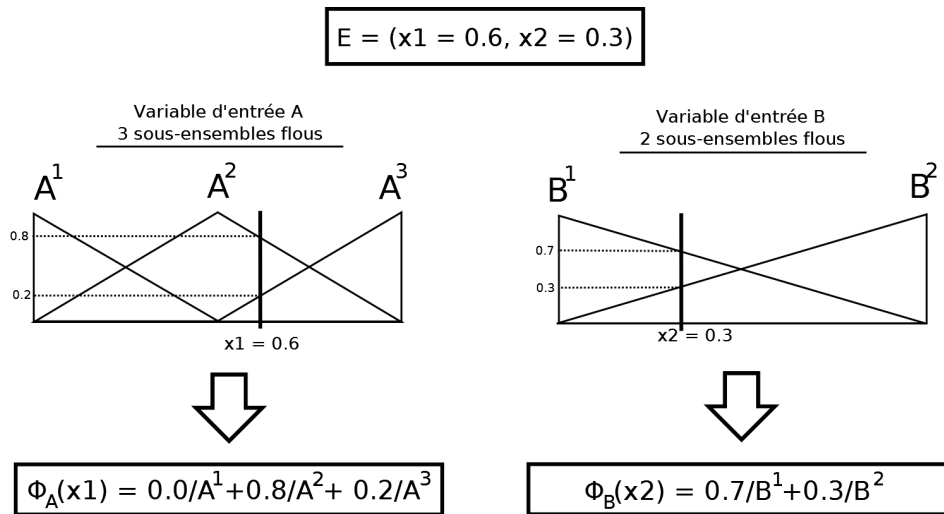 E = (x1 = 0.6, x2 = 0.3)
Variable d'entrée A
3 sous-ensembles flous
A¹ A² A³
0.8
0.2
x1 = 0.6
Φ_A(x1) = 0.0/A¹+0.8/A²+ 0.2/A³
Variable d'entrée B
2 sous-ensembles flous
B¹ B²
0.7
0.3
x2 = 0.3
Φ_B(x2) = 0.7/B¹+0.3/B²